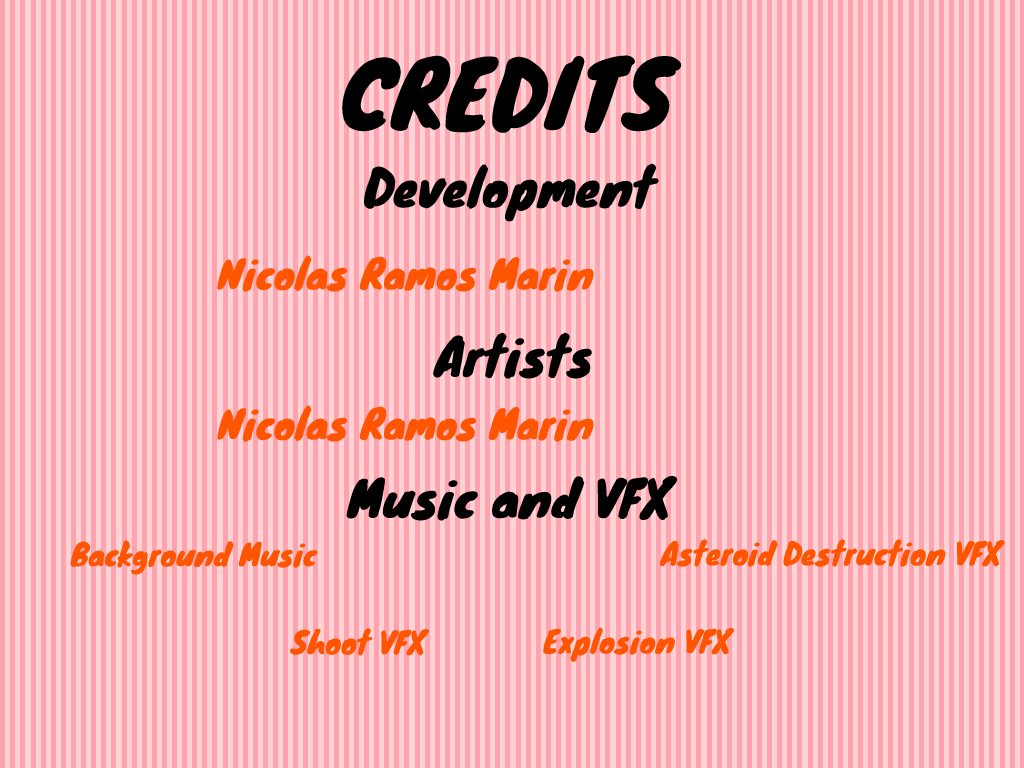 CREDITS
Development
Nicolas Ramos Marin
Artists
Nicolas Ramos Marin
Music and VFX
Background Music
Asteroid Destruction VFX
Shoot VFX
Explosion VFX